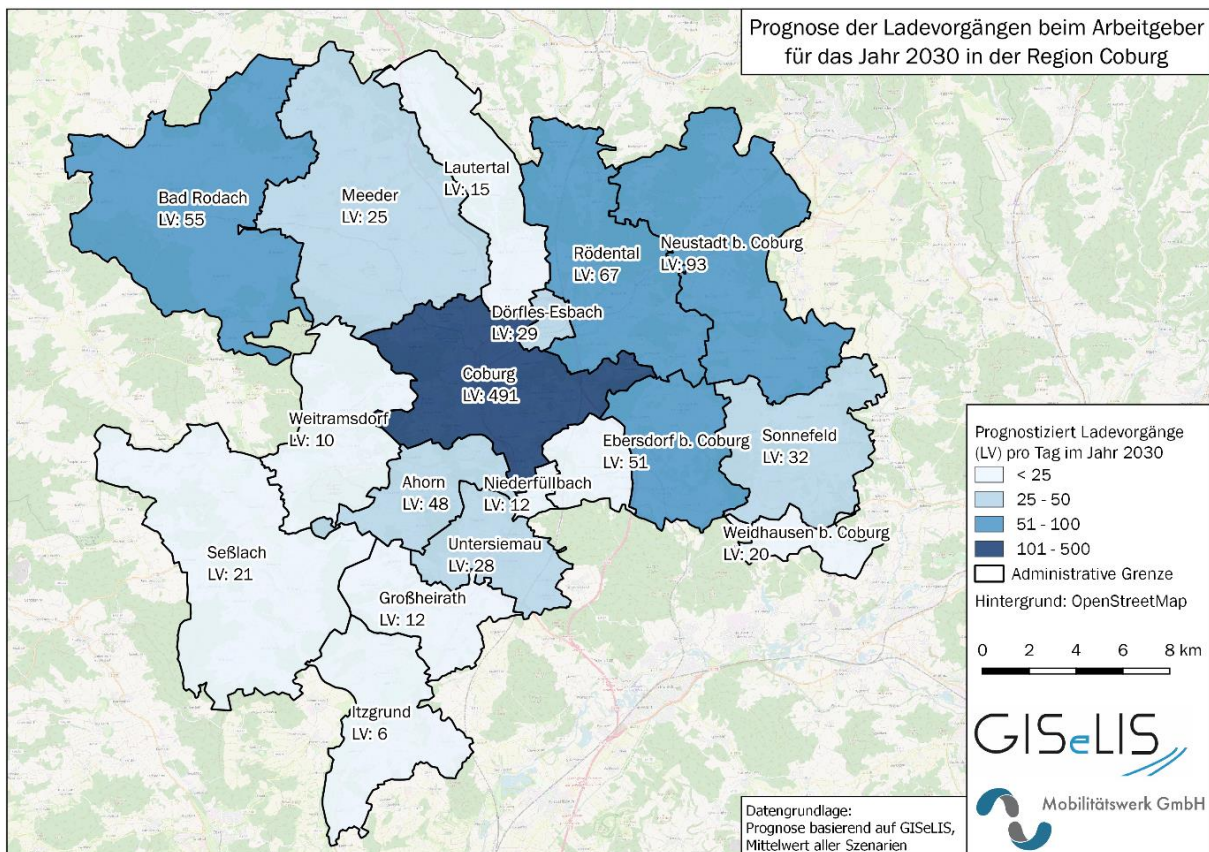 Prognose der Ladevorgängen beim Arbeitgeber
für das Jahr 2030 in der Region Coburg
Lautertal
LV: 15
Bad Rodach
LV: 55
Meeder
LV: 25
Rödental
LV: 67
Neustadt b. Coburg
LV: 93
Dörfles-Esbach
LV: 29
Coburg
LV: 491
Weitramsdorf
LV: 10
Ebersdorf b. Coburg
LV: 51
Sonnefeld
LV: 32
Ahorn
LV: 48
Niederfüllbach
LV: 12
Weidhausen b. Coburg
LV: 20
Untersiemau
LV: 28
Seßlach
LV: 21
Großheirath
LV: 12
Itzgrund
LV: 6
Prognostiziert Ladevorgänge
(LV) pro Tag im Jahr 2030
< 25
25 - 50
51 - 100
101 - 500
Administrative Grenze
Hintergrund: OpenStreetMap
0 2 4 6 8 km
GISeLIS
Mobilitätswerk GmbH
Datengrundlage:
Prognose basierend auf GISeLIS,
Mittelwert aller Szenarien